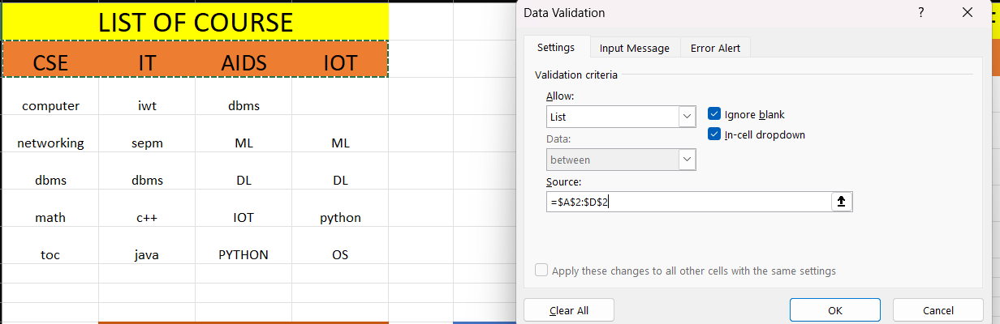 LIST OF COURSE
CSE IT AIDS IOT
computer iwt dbms
networking sepm ML ML
dbms dbms DL DL
math c++ IOT python
toc java PYTHON OS
Data Validation ?
Settings Input Message Error Alert
Validation criteria
Allow:
List Ignore blank
Data: In-cell dropdown
between
Source:
=$A$2:$D$2
Apply these changes to all other cells with the same settings
Clear All OK Cancel